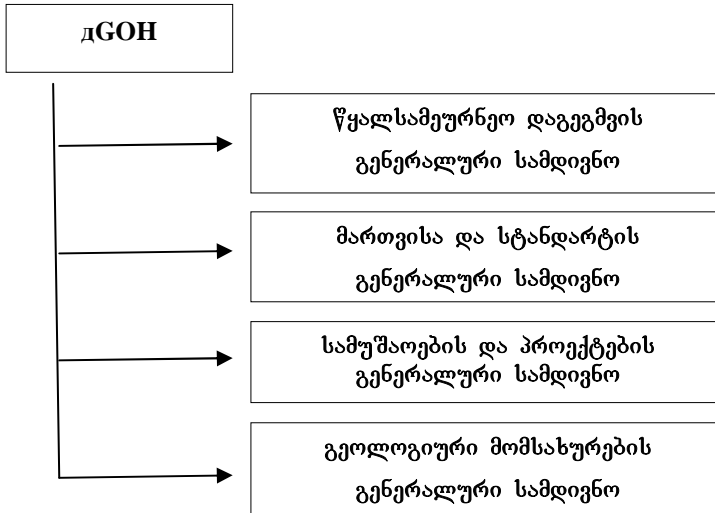 дGOH
წყალსამეურნეო დაგეგმვის
გენერალური სამდივნო
მართვისა და სტანდარტის
გენერალური სამდივნო
სამუშაოების და პროექტების
გენერალური სამდივნო
გეოლოგიური მომსახურების
გენერალური სამდივნო